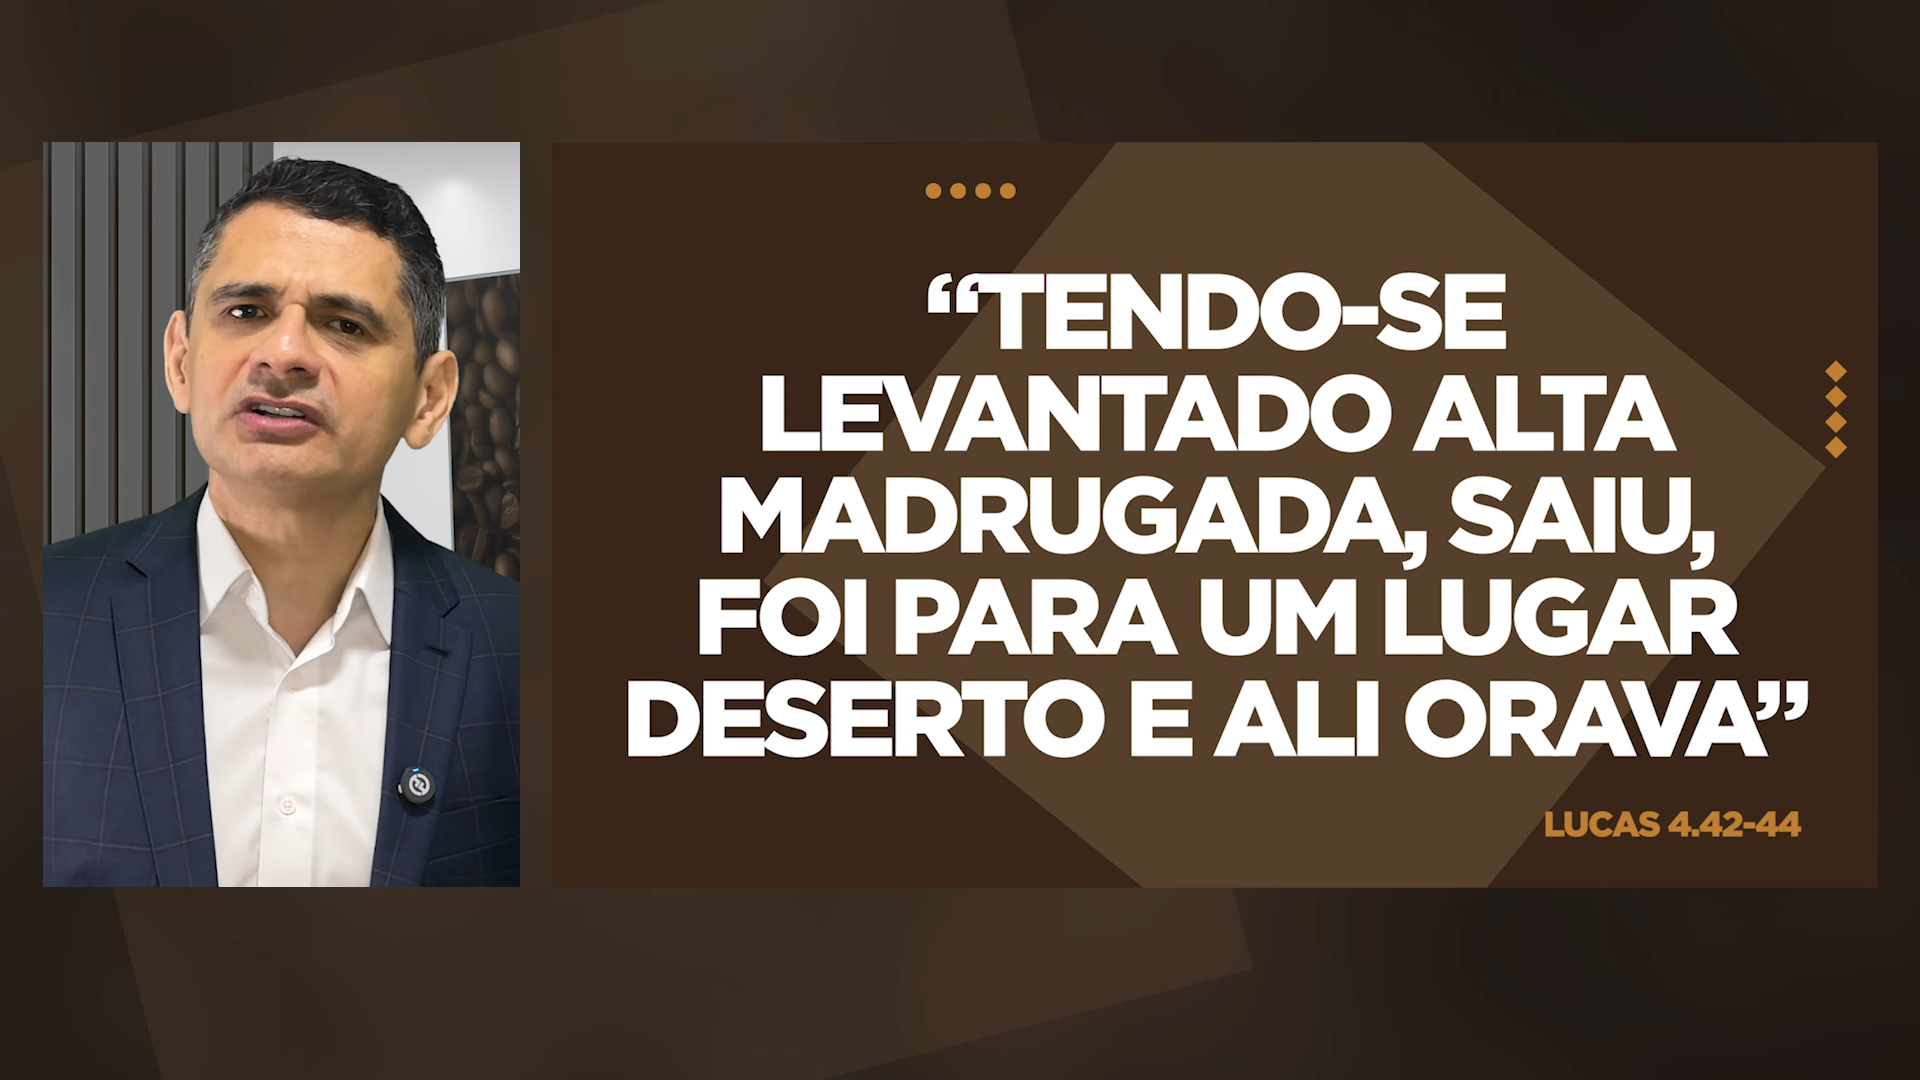 “TENDO-SE
LEVANTADO ALTA
MADRUGADA, SAIU,
FOI PARA UM LUGAR
DESERTO E ALI ORAVA”
LUCAS 4.42-44